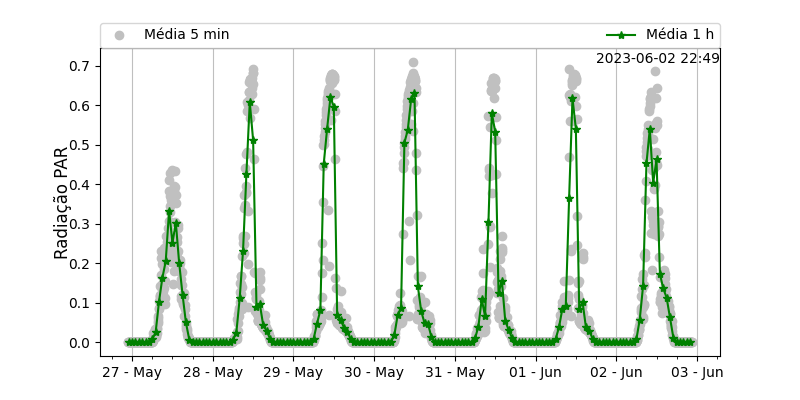 Média 5 min
Média 1 h
2023-06-02 22:49
0.7
0.6
0.5
0.4
0.3
0.2
0.1
0.0
Radiação PAR
27 - May
28 - May
29 - May
30 - May
31 - May
01 - Jun
02 - Jun
03 - Jun